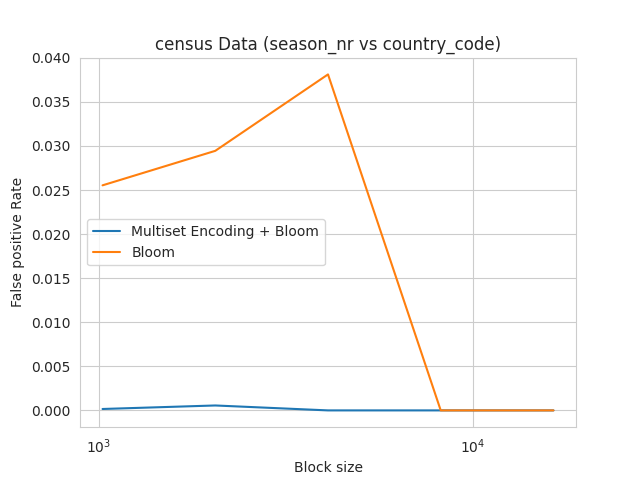 census Data (season_nr vs country_code)
0.040
0.035
0.030
0.025
0.020
0.015
0.010
0.005
0.000
False positive Rate
Multiset Encoding + Bloom
Bloom
10³ 10⁴
Block size